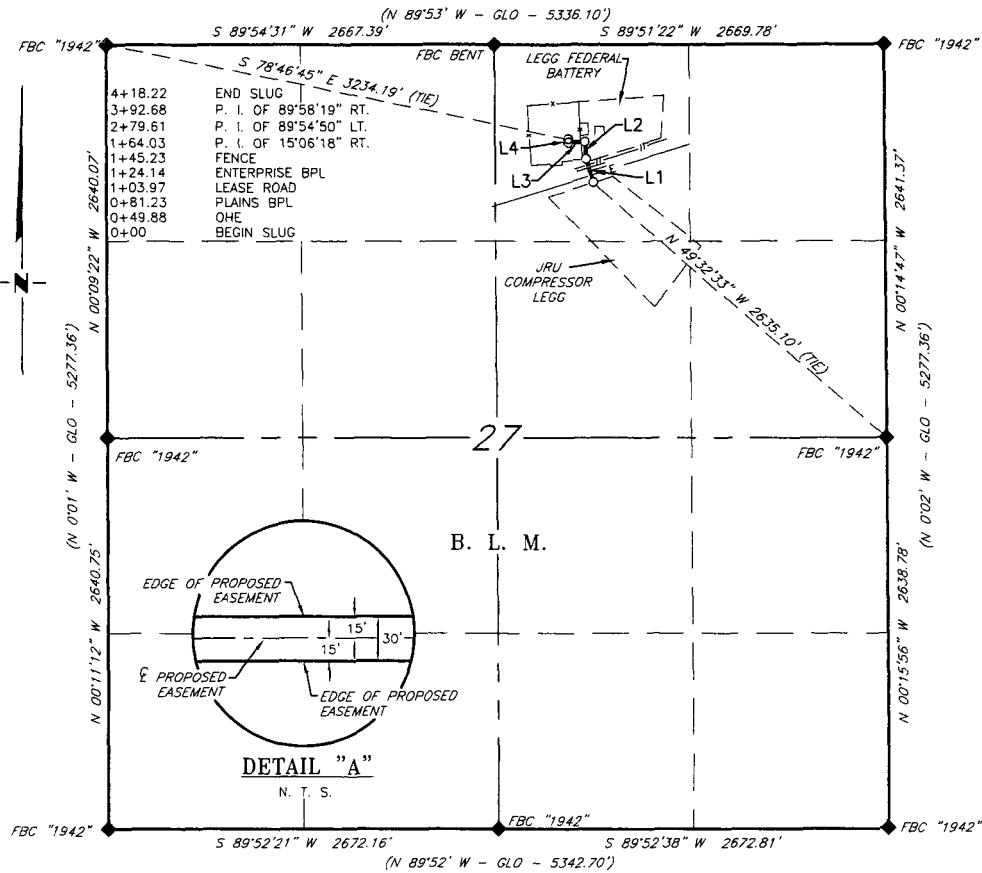 (N 89°53' W - GLO - 5336.10')
S 89°54'31" W 2667.39'
S 89°51'22" W 2669.78'
FBC "1942"
FBC BENT
FBC "1942"
S 78°46'45" E 3234.19' (TIE)
LEGG FEDERAL
BATTERY
4+18.22 END SLUG
3+92.68 P. I. OF 89°58'19" RT.
2+79.61 P. I. OF 89°54'50" LT.
1+64.03 P. I. OF 15°06'18" RT.
1+45.23 FENCE
1+24.14 ENTERPRISE BPL
1+03.97 LEASE ROAD
0+81.23 PLAINS BPL
0+49.88 OHE
0+00 BEGIN SLUG
L4
L3
L2
L1
E
N
N 00°09'22" W 2640.07'
(N 0°01' W - GLO - 5277.36')
N 00°14'47" W 2641.37'
(N 0°02' W - GLO - 5277.36')
JRU
COMPRESSOR
LEGG
N 49°32'33" W 2635.10' (TIE)
27
FBC "1942"
FBC "1942"
B. L. M.
N 00°11'12" W 2640.75'
N 00°15'56" W 2638.78'
EDGE OF PROPOSED
EASEMENT
15'
15'
30'
℄ PROPOSED
EASEMENT
EDGE OF PROPOSED
EASEMENT
DETAIL "A"
N. T. S.
FBC "1942"
FBC "1942"
FBC "1942"
S 89°52'21" W 2672.16'
S 89°52'38" W 2672.81'
(N 89°52' W - GLO - 5342.70')